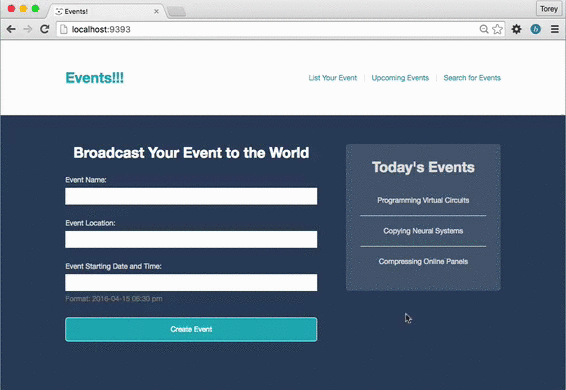 Events!
Torey
localhost:9393
Events!!!
List Your Event
Upcoming Events
Search for Events
Broadcast Your Event to the World
Event Name:
Event Location:
Event Starting Date and Time:
Format: 2016-04-15 06:30 pm
Create Event
Today's Events
Programming Virtual Circuits
Copying Neural Systems
Compressing Online Panels